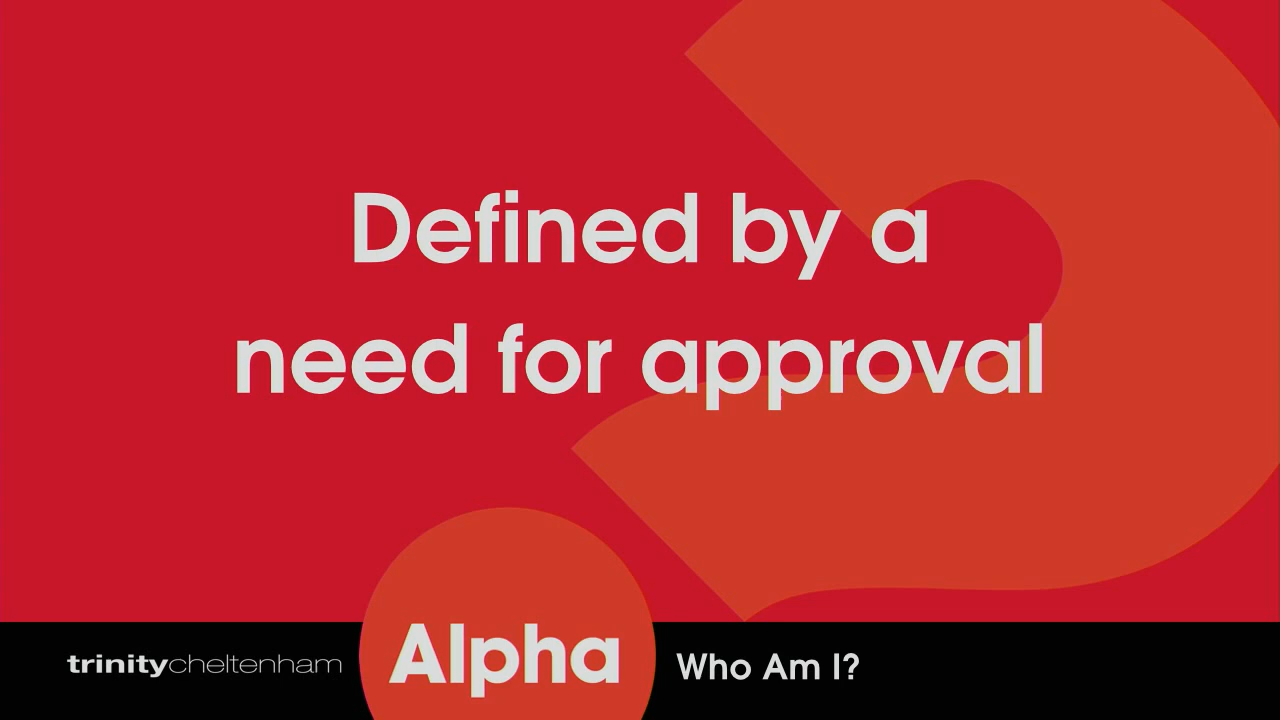 Defined by a
need for approval
trinitycheltenham
Alpha
Who Am I?